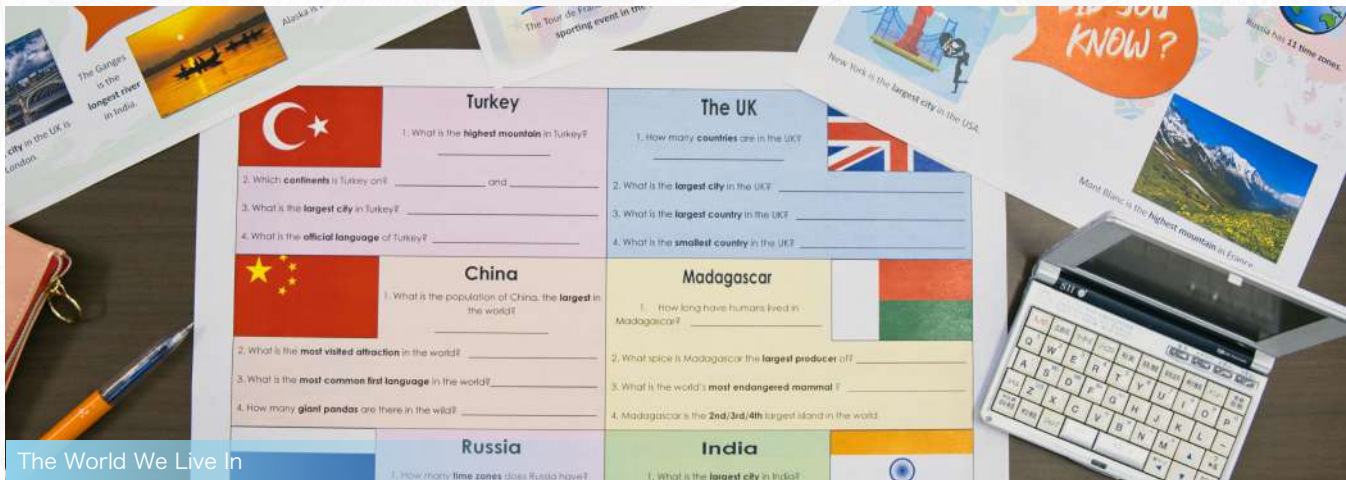 Alaska is
The Ganges
is the
longest river
in India.
city in the UK is
London.
The Tour de Fran
sporting event in the
New York is the largest city in the USA.
DID YOU
KNOW?
Russia has 11 time zones.
Mont Blanc is the highest mountain in France.
Turkey
1. What is the highest mountain in Turkey?
2. Which continents is Turkey on? and
3. What is the largest city in Turkey?
4. What is the official language of Turkey?
The UK
1. How many countries are in the UK?
2. What is the largest city in the UK?
3. What is the largest country in the UK?
4. What is the smallest country in the UK?
China
1. What is the population of China, the largest in
the world?
2. What is the most visited attraction in the world?
3. What is the most common first language in the world?
4. How many giant pandas are there in the wild?
Madagascar
1. How long have humans lived in
Madagascar?
2. What spice is Madagascar the largest producer of?
3. What is the world's most endangered mammal ?
4. Madagascar is the 2nd/3rd/4th largest island in the world.
Russia
1. How many time zones does Russia have?
India
1. What is the largest city in India?
SII
Q W E R T Y U I O P
A S D F G H J K L -
Z X C V B N M
The World We Live In